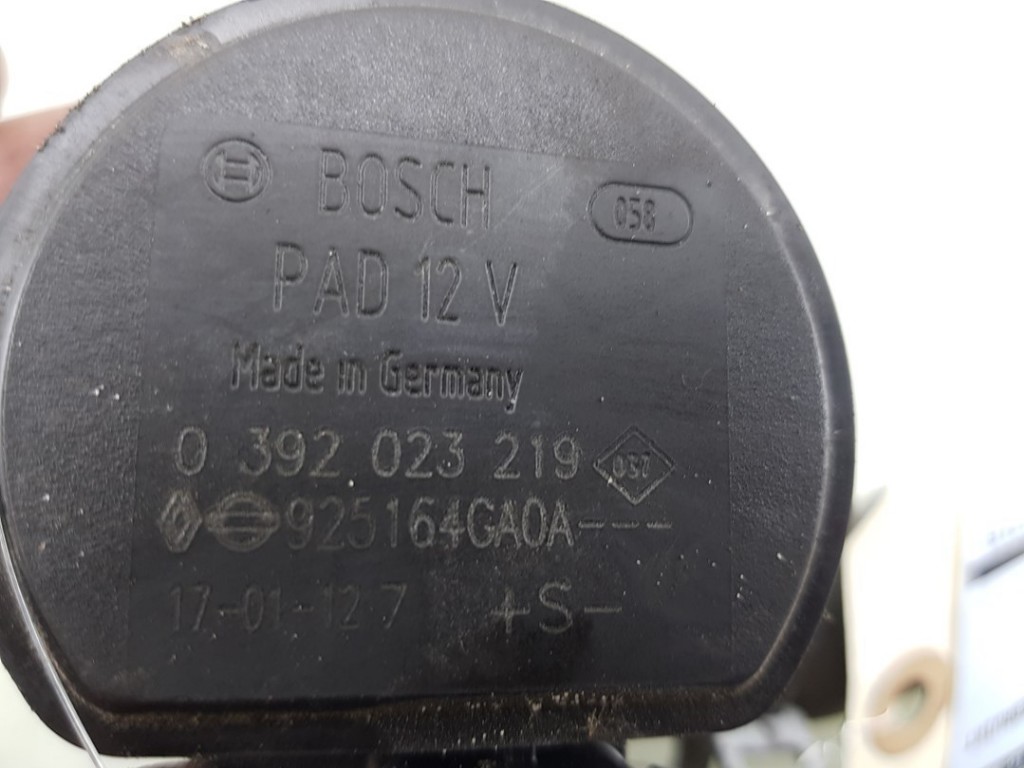 BOSCH 058
PAD 12 V
Made in Germany
0 392 023 219 037
925164GA0A---
17-01-12 7 +S-